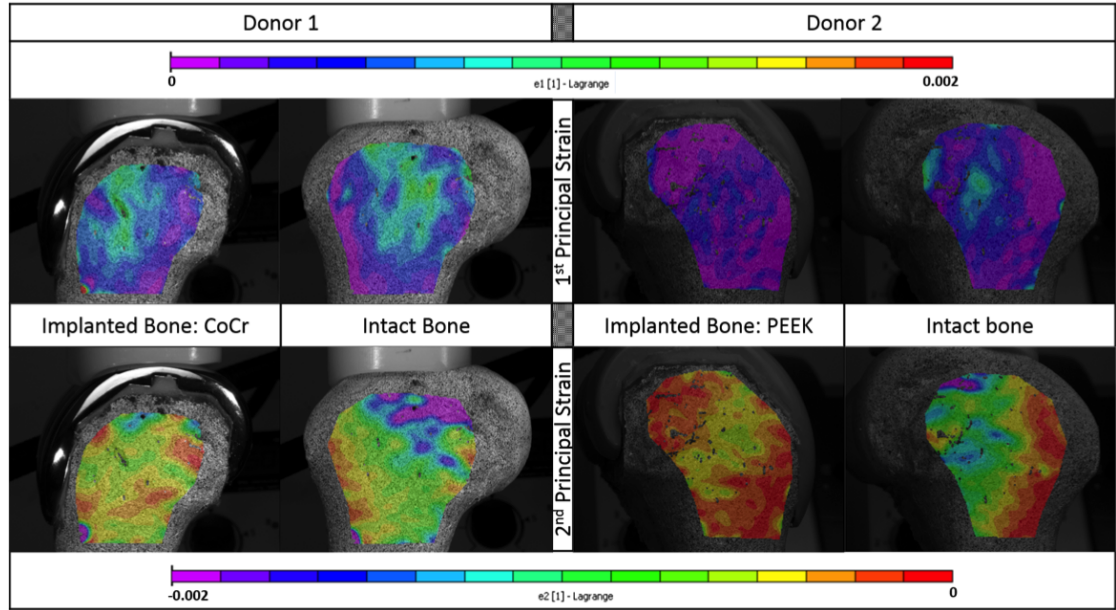 Donor 1
Donor 2
0
0.002
e1 [1] - Lagrange
1st Principal Strain
Implanted Bone: CoCr
Intact Bone
Implanted Bone: PEEK
Intact bone
2nd Principal Strain
-0.002
0
e2 [1] - Lagrange